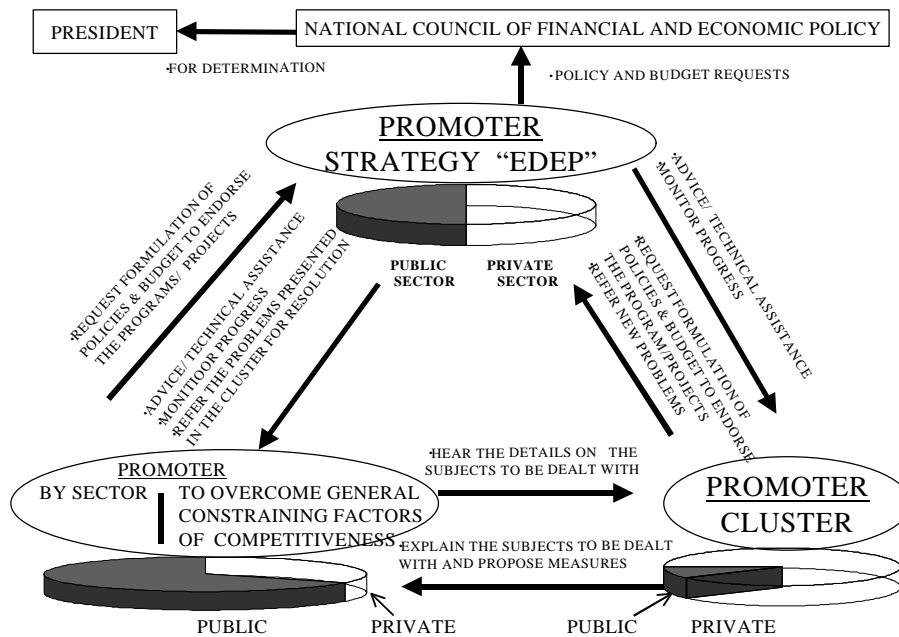 PRESIDENT
NATIONAL COUNCIL OF FINANCIAL AND ECONOMIC POLICY
·FOR DETERMINATION
·POLICY AND BUDGET REQUESTS
PROMOTER
STRATEGY “EDEP”
PUBLIC
SECTOR
PRIVATE
SECTOR
·REQUEST FORMULATION OF
POLICIES & BUDGET TO ENDORSE
THE PROGRAMS/ PROJECTS
·ADVICE/ TECHNICAL ASSISTANCE
·MONITIOOR PROGRESS
·REFER THE PROBLEMS PRESENTED
IN THE CLUSTER FOR RESOLUTION
·ADVICE/ TECHNICAL ASSISTANCE
·MONITOR PROGRESS
·REQUEST FORMULATION OF
POLICIES & BUDGET TO ENDORSE
THE PROGRAM/PROJECTS
·REFER NEW PROBLEMS
·HEAR THE DETAILS ON THE
SUBJECTS TO BE DEALT WITH
PROMOTER
BY SECTOR
TO OVERCOME GENERAL
CONSTRAINING FACTORS
OF COMPETITIVENESS
PROMOTER
CLUSTER
·EXPLAIN THE SUBJECTS TO BE DEALT
WITH AND PROPOSE MEASURES
PUBLIC
PRIVATE
PUBLIC
PRIVATE